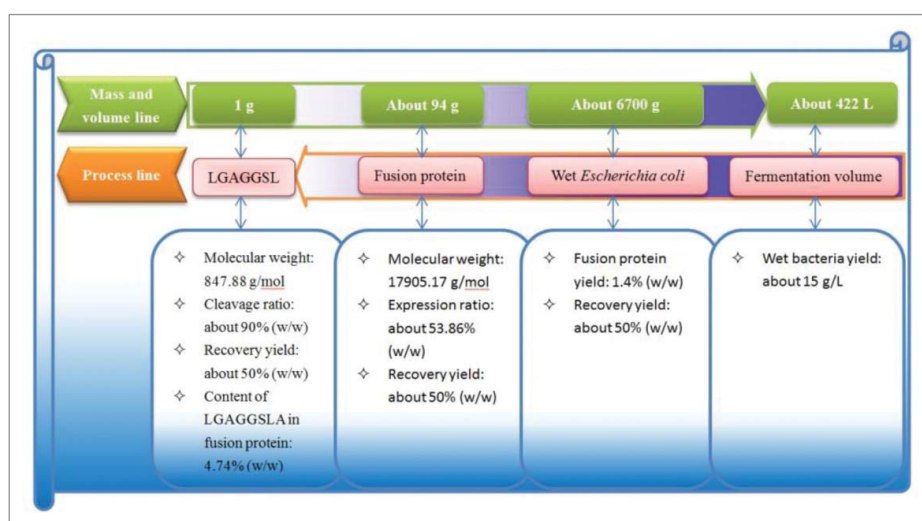 Mass and
volume line
1 g
About 94 g
About 6700 g
About 422 L
Process line
LGAGGSL
Fusion protein
Wet Escherichia coli
Fermentation volume
✧ Molecular weight:
847.88 g/mol
✧ Cleavage ratio:
about 90% (w/w)
✧ Recovery yield:
about 50% (w/w)
✧ Content of
LGAGGSLA in
fusion protein:
4.74% (w/w)
✧ Molecular weight:
17905.17 g/mol
✧ Expression ratio:
about 53.86%
(w/w)
✧ Recovery yield:
about 50% (w/w)
✧ Fusion protein
yield: 1.4% (w/w)
✧ Recovery yield:
about 50% (w/w)
✧ Wet bacteria yield:
about 15 g/L